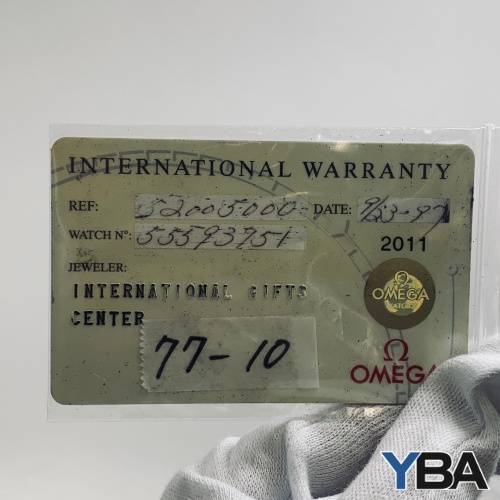 INTERNATIONAL WARRANTY
REF: 52005000 DATE: 9/23-97
WATCH Nº: 55593951
2011
JEWELER:
INTERNATIONAL GIFTS
CENTER
OMEGA
77-10
Ω
OMEGA
YBA